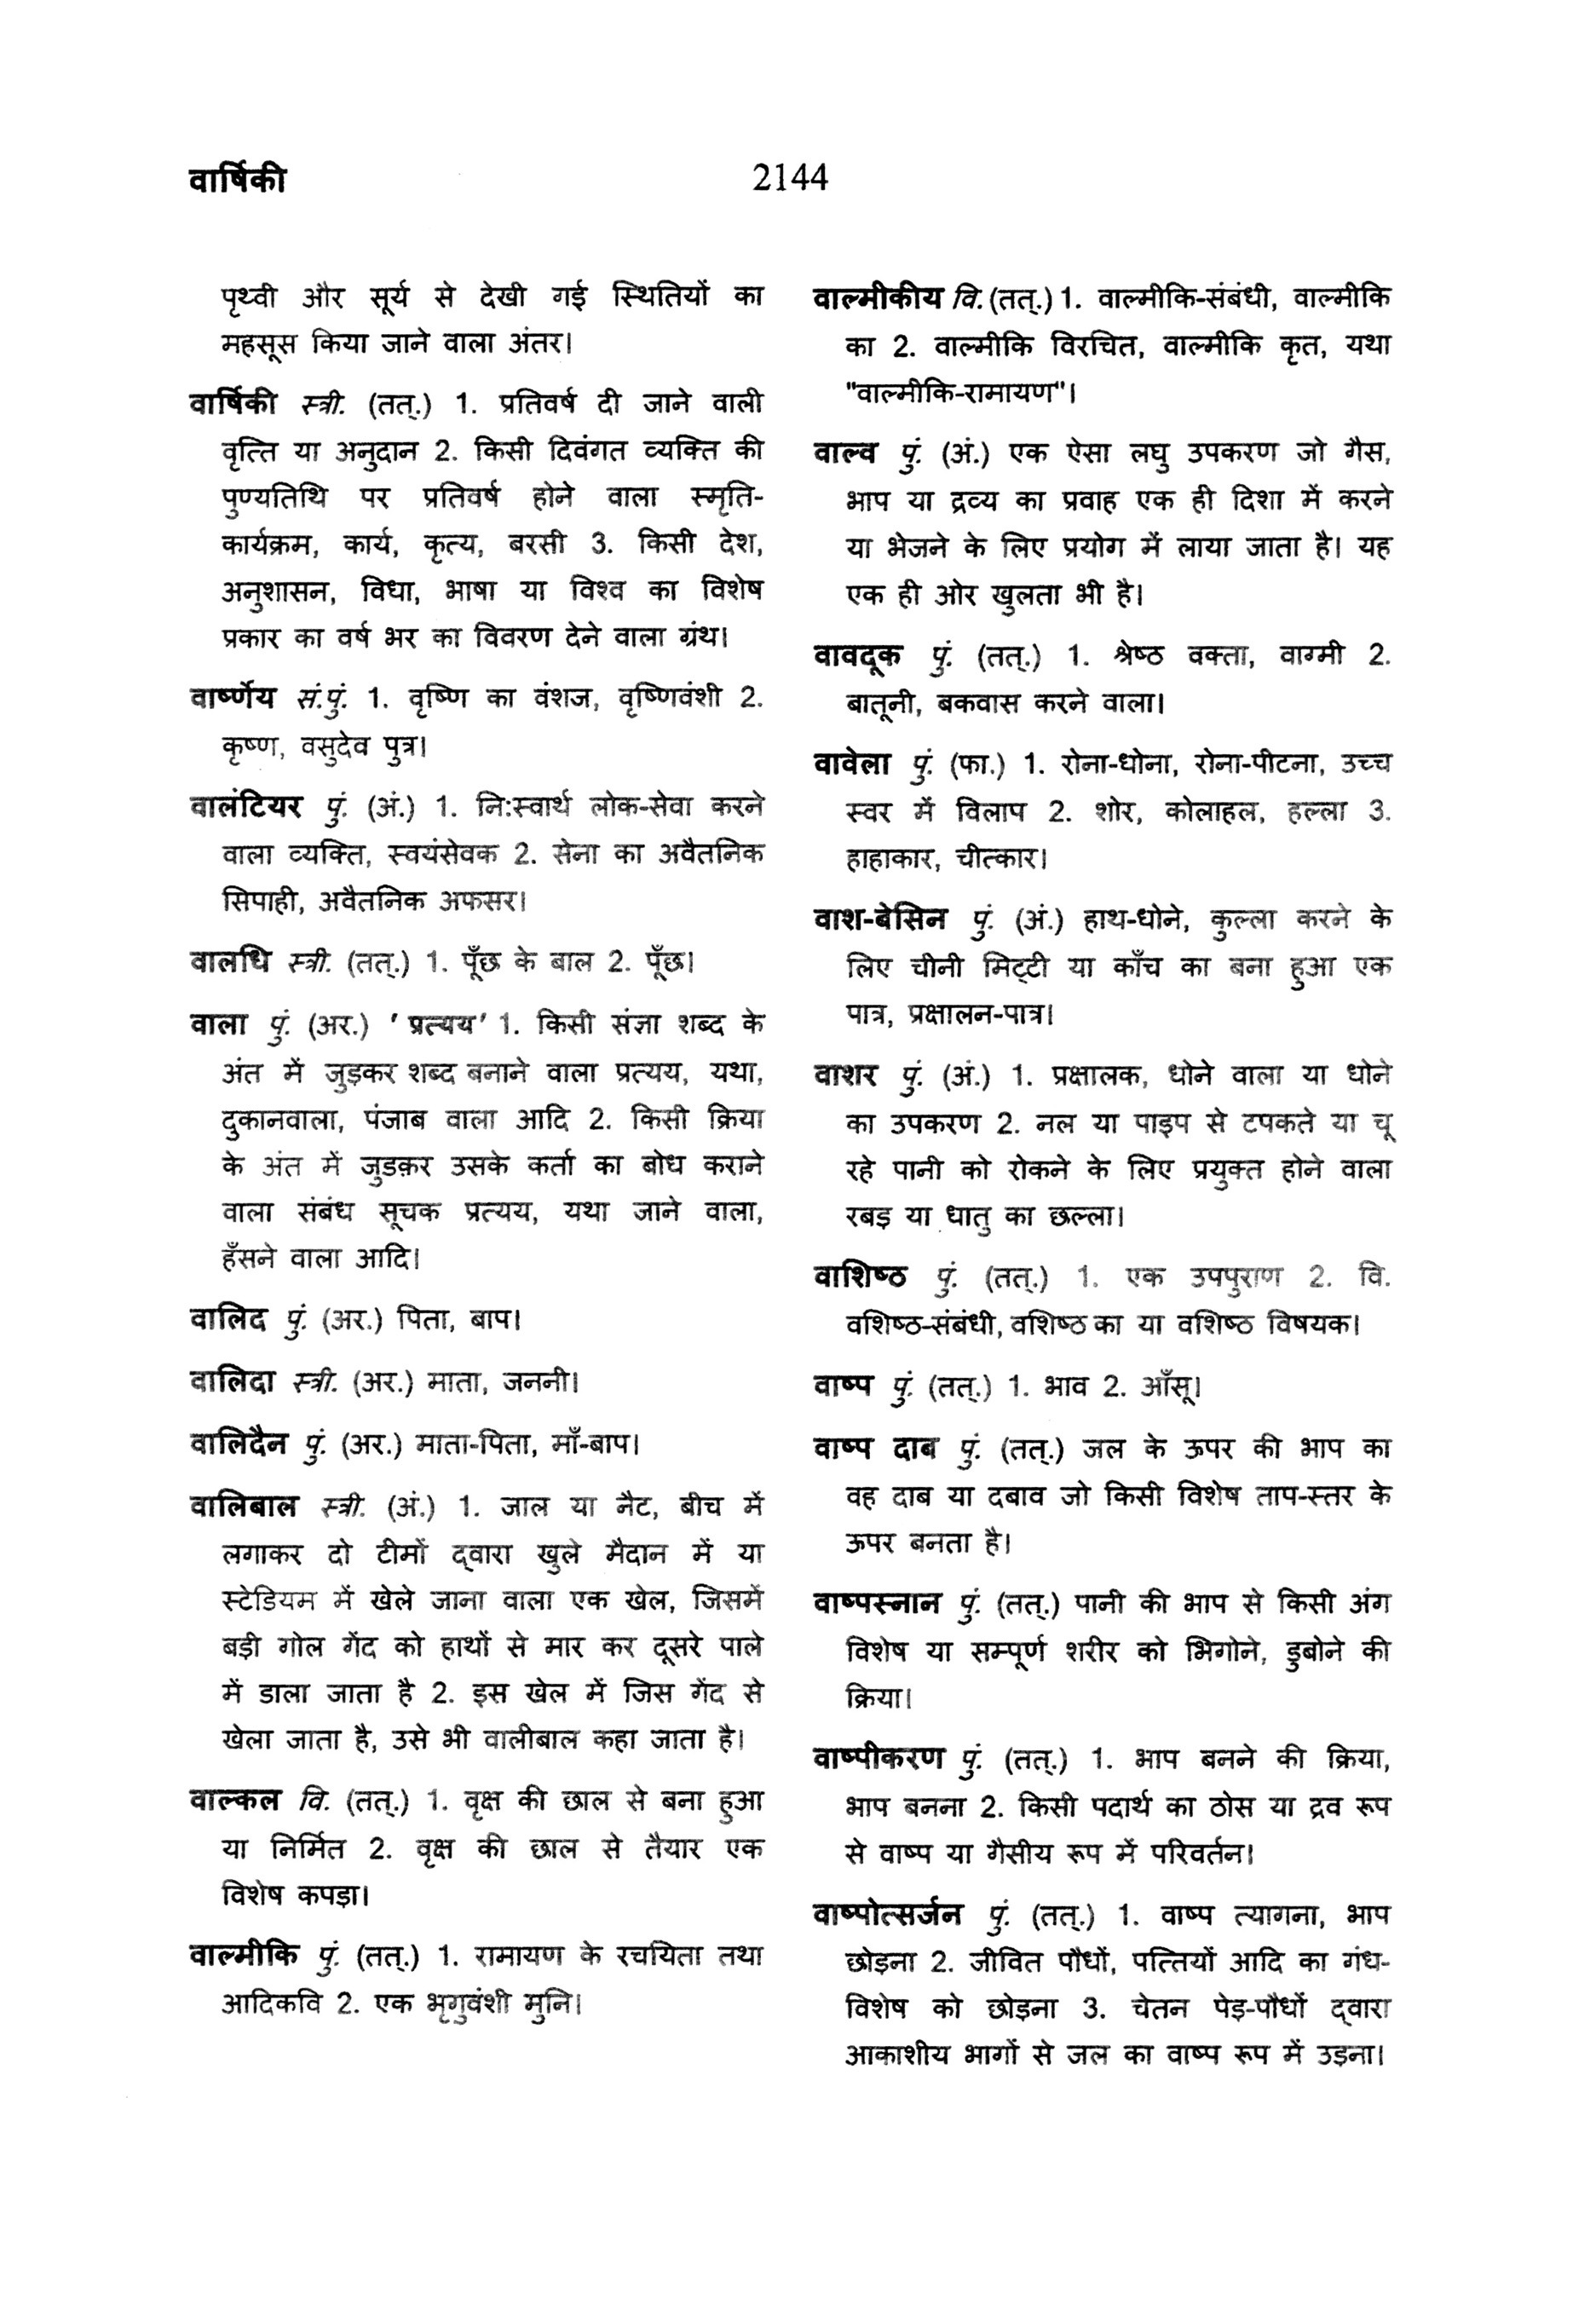 वार्षिकी
2144
पृथ्वी और सूर्य से देखी गई स्थितियों का
महसूस किया जाने वाला अंतर।
वार्षिकी स्त्री. (तत्.) 1. प्रतिवर्ष दी जाने वाली
वृत्ति या अनुदान 2. किसी दिवंगत व्यक्ति की
पुण्यतिथि पर प्रतिवर्ष होने वाला स्मृति-
कार्यक्रम, कार्य, कृत्य, बरसी 3. किसी देश,
अनुशासन, विधा, भाषा या विश्व का विशेष
प्रकार का वर्ष भर का विवरण देने वाला ग्रंथ।
वार्ष्णेय सं.पुं. 1. वृष्णि का वंशज, वृष्णिवंशी 2.
कृष्ण, वसुदेव पुत्र।
वालंटियर पुं. (अं.) 1. नि:स्वार्थ लोक-सेवा करने
वाला व्यक्ति, स्वयंसेवक 2. सेना का अवैतनिक
सिपाही, अवैतनिक अफसर।
वालधि स्त्री. (तत्.) 1. पूँछ के बाल 2. पूँछ।
वाला पुं. (अर.) 'प्रत्यय' 1. किसी संज्ञा शब्द के
अंत में जुड़कर शब्द बनाने वाला प्रत्यय, यथा,
दुकानवाला, पंजाब वाला आदि 2. किसी क्रिया
के अंत में जुडक़र उसके कर्ता का बोध कराने
वाला संबंध सूचक प्रत्यय, यथा जाने वाला,
हँसने वाला आदि।
वालिद पुं. (अर.) पिता, बाप।
वालिदा स्त्री. (अर.) माता, जननी।
वालिदैन पुं. (अर.) माता-पिता, माँ-बाप।
वालिबाल स्त्री. (अं.) 1. जाल या नैट, बीच में
लगाकर दो टीमों द्‌वारा खुले मैदान में या
स्टेडियम में खेले जाना वाला एक खेल, जिसमें
बड़ी गोल गेंद को हाथों से मार कर दूसरे पाले
में डाला जाता है 2. इस खेल में जिस गेंद से
खेला जाता है, उसे भी वालीबाल कहा जाता है।
वाल्कल वि. (तत्.) 1. वृक्ष की छाल से बना हुआ
या निर्मित 2. वृक्ष की छाल से तैयार एक
विशेष कपड़ा।
वाल्मीकि पुं. (तत्.) 1. रामायण के रचयिता तथा
आदिकवि 2. एक भृगुवंशी मुनि।
वाल्मीकीय वि. (तत्.) 1. वाल्मीकि-संबंधी, वाल्मीकि
का 2. वाल्मीकि विरचित, वाल्मीकि कृत, यथा
"वाल्मीकि-रामायण"।
वाल्व पुं. (अं.) एक ऐसा लघु उपकरण जो गैस,
भाप या द्रव्य का प्रवाह एक ही दिशा में करने
या भेजने के लिए प्रयोग में लाया जाता है। यह
एक ही ओर खुलता भी है।
वावदूक पुं. (तत्.) 1. श्रेष्ठ वक्ता, वाग्मी 2.
बातूनी, बकवास करने वाला।
वावेला पुं. (फा.) 1. रोना-धोना, रोना-पीटना, उच्च
स्वर में विलाप 2. शोर, कोलाहल, हल्ला 3.
हाहाकार, चीत्कार।
वाश-बेसिन पुं. (अं.) हाथ-धोने, कुल्ला करने के
लिए चीनी मिट्‌टी या काँच का बना हुआ एक
पात्र, प्रक्षालन-पात्र।
वाशर पुं. (अं.) 1. प्रक्षालक, धोने वाला या धोने
का उपकरण 2. नल या पाइप से टपकते या चू
रहे पानी को रोकने के लिए प्रयुक्त होने वाला
रबड़ या धातु का छल्ला।
वाशिष्ठ पुं. (तत्.) 1. एक उपपुराण 2. वि.
वशिष्ठ-संबंधी, वशिष्ठ का या वशिष्ठ विषयक।
वाष्प पुं. (तत्.) 1. भाव 2. आँसू।
वाष्प दाब पुं. (तत्.) जल के ऊपर की भाप का
वह दाब या दबाव जो किसी विशेष ताप-स्तर के
ऊपर बनता है।
वाष्पस्नान पुं. (तत्.) पानी की भाप से किसी अंग
विशेष या सम्पूर्ण शरीर को भिगोने, डुबोने की
क्रिया।
वाष्पीकरण पुं. (तत्.) 1. भाप बनने की क्रिया,
भाप बनना 2. किसी पदार्थ का ठोस या द्रव रूप
से वाष्प या गैसीय रूप में परिवर्तन।
वाष्पोत्सर्जन पुं. (तत्.) 1. वाष्प त्यागना, भाप
छोड़ना 2. जीवित पौधों, पत्तियों आदि का गंध-
विशेष को छोड़ना 3. चेतन पेड़-पौधों द्‌वारा
आकाशीय भागों से जल का वाष्प रूप में उड़ना।